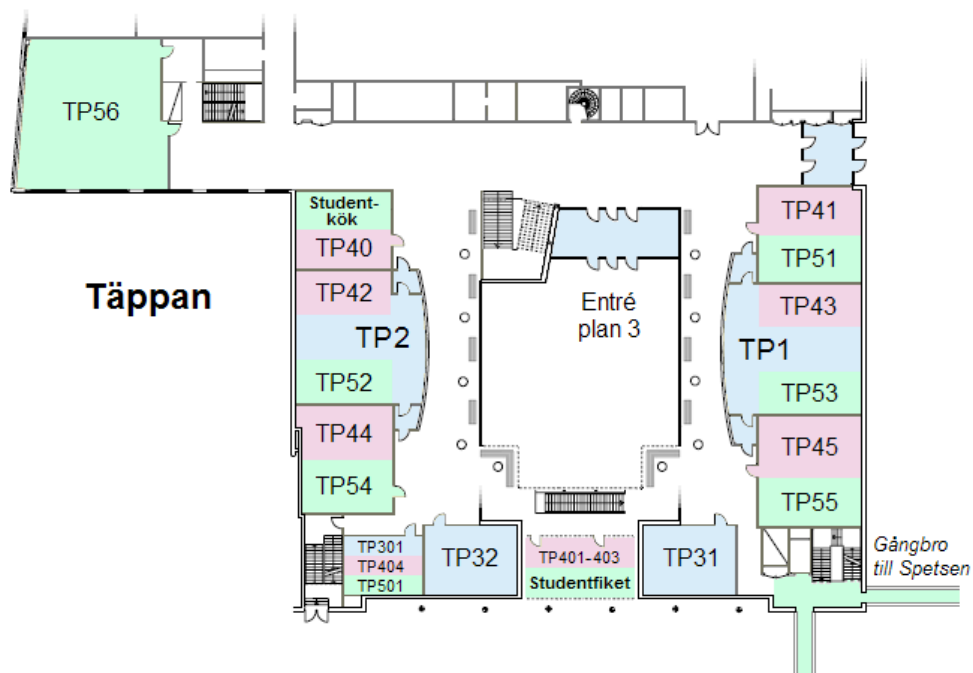 TP56
Student-
kök
TP40
TP41
TP51
Täppan
TP42
TP2
TP52
Entré
plan 3
TP43
TP1
TP53
TP44
TP54
TP45
TP55
TP301
TP404
TP501
TP32
TP401-403
Studentfiket
TP31
Gångbro
till Spetsen